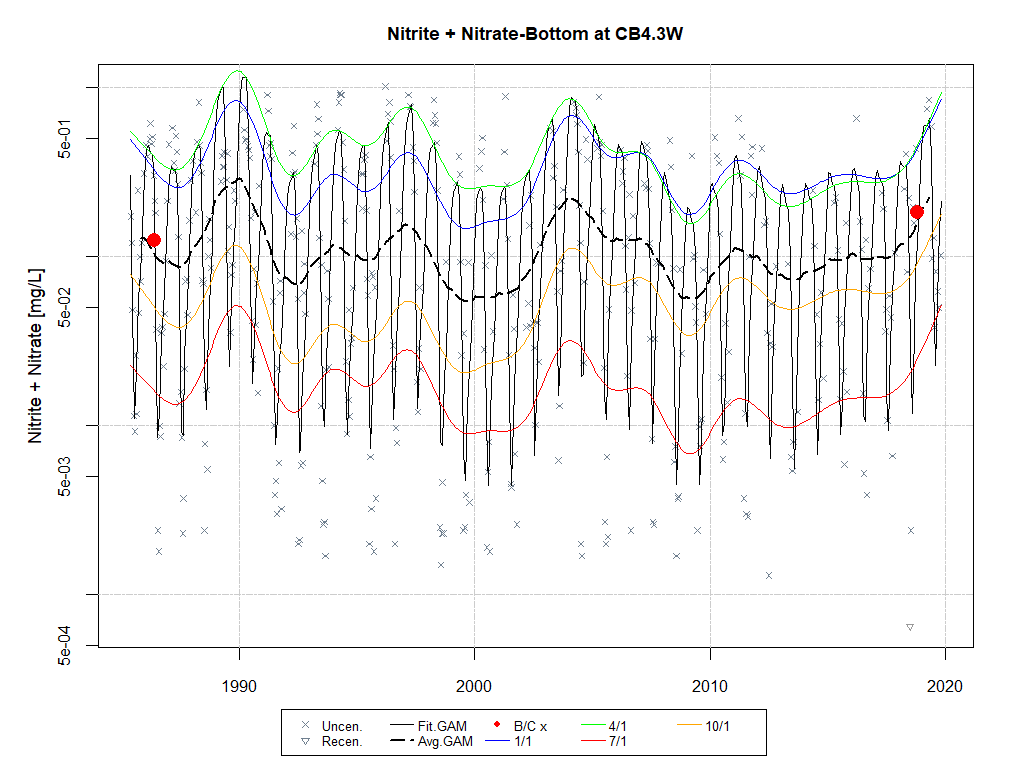 Nitrite + Nitrate-Bottom at CB4.3W
Nitrite + Nitrate [mg/L]
5e-01
5e-02
5e-03
5e-04
1990 2000 2010 2020
Uncen. Fit.GAM B/C x 4/1 10/1
Recen. Avg.GAM 1/1 7/1